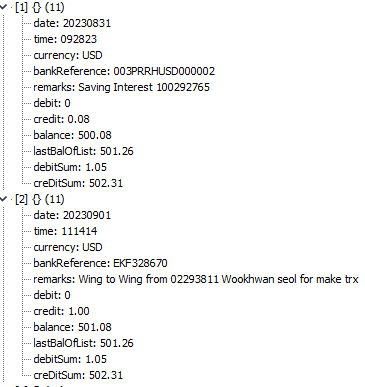 [1] {} (11)
date: 20230831
time: 092823
currency: USD
bankReference: 003PRRHUSD000002
remarks: Saving Interest 100292765
debit: 0
credit: 0.08
balance: 500.08
lastBalOfList: 501.26
debitSum: 1.05
creDitSum: 502.31
[2] {} (11)
date: 20230901
time: 111414
currency: USD
bankReference: EKF328670
remarks: Wing to Wing from 02293811 Wookhwan seol for make trx
debit: 0
credit: 1.00
balance: 501.08
lastBalOfList: 501.26
debitSum: 1.05
creDitSum: 502.31